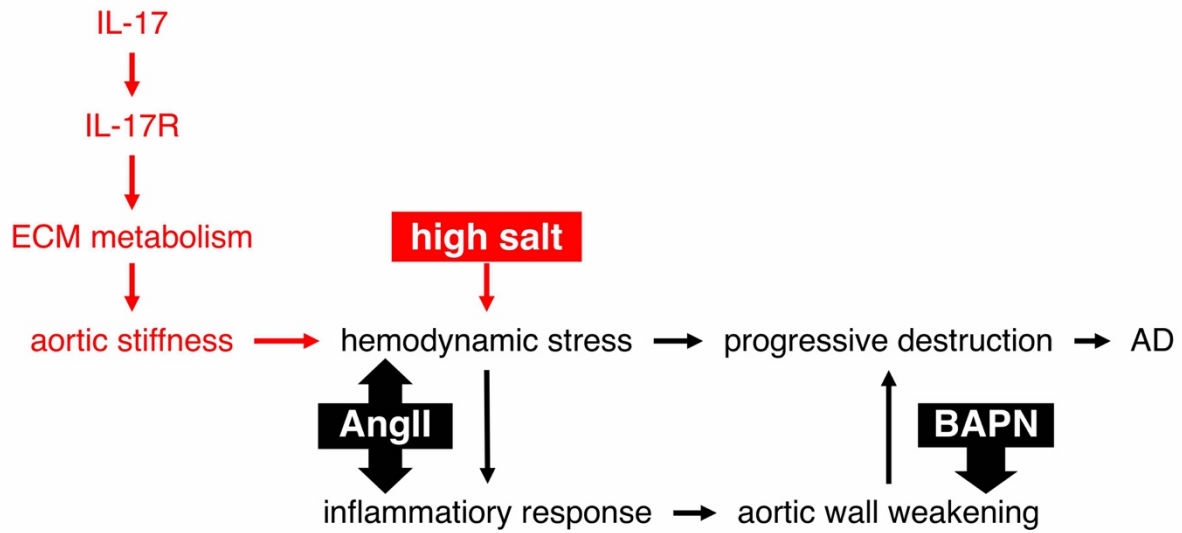 IL-17
IL-17R
ECM metabolism
high salt
aortic stiffness
hemodynamic stress
progressive destruction
AD
AngII
BAPN
inflammatiory response
aortic wall weakening